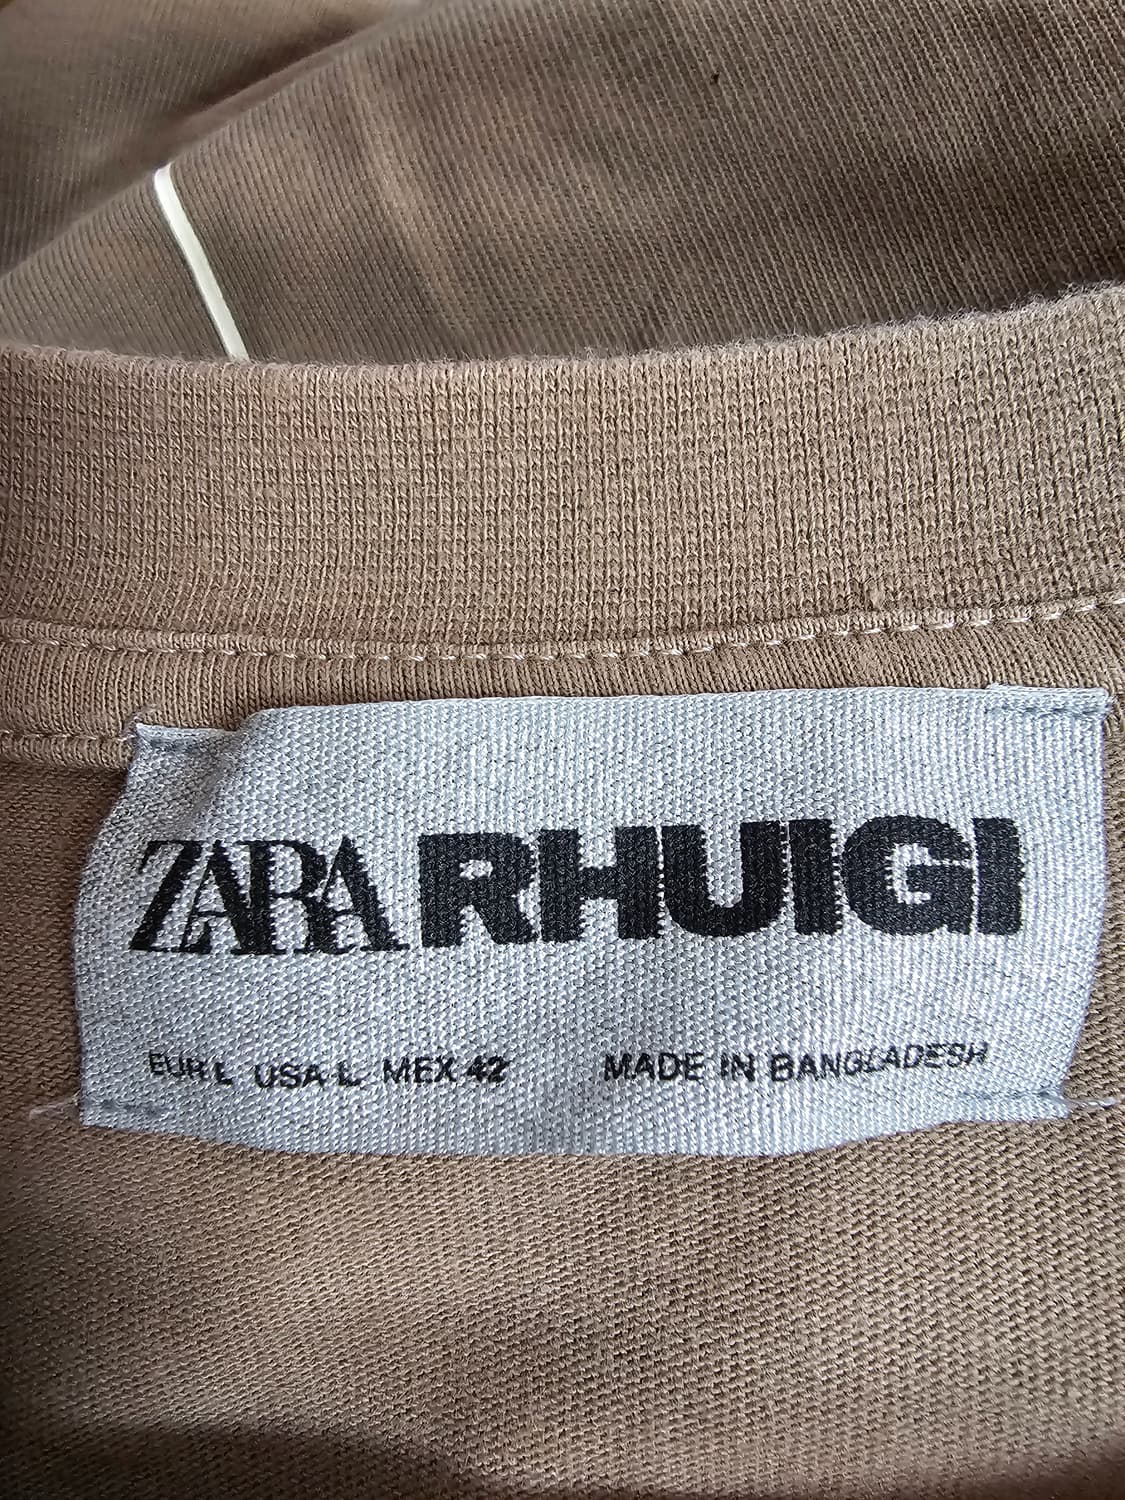 ZARA RHUIGI
EUR L USA L MEX 42 MADE IN BANGLADESH